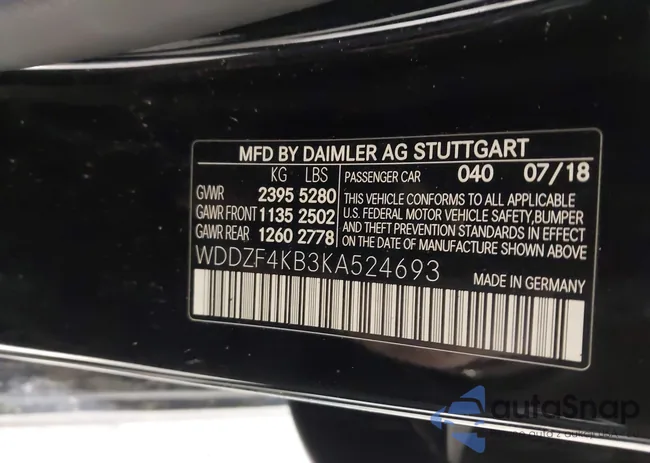 MFD BY DAIMLER AG STUTTGART
KG LBS
GVWR 2395 5280
GAWR FRONT 1135 2502
GAWR REAR 1260 2778
PASSENGER CAR 040 07/18
THIS VEHICLE CONFORMS TO ALL APPLICABLE
U.S. FEDERAL MOTOR VEHICLE SAFETY, BUMPER
AND THEFT PREVENTION STANDARDS IN EFFECT
ON THE DATE OF MANUFACTURE SHOWN ABOVE
WDDZF4KB3KA524693
MADE IN GERMANY
autoSnap
auto z aukcji